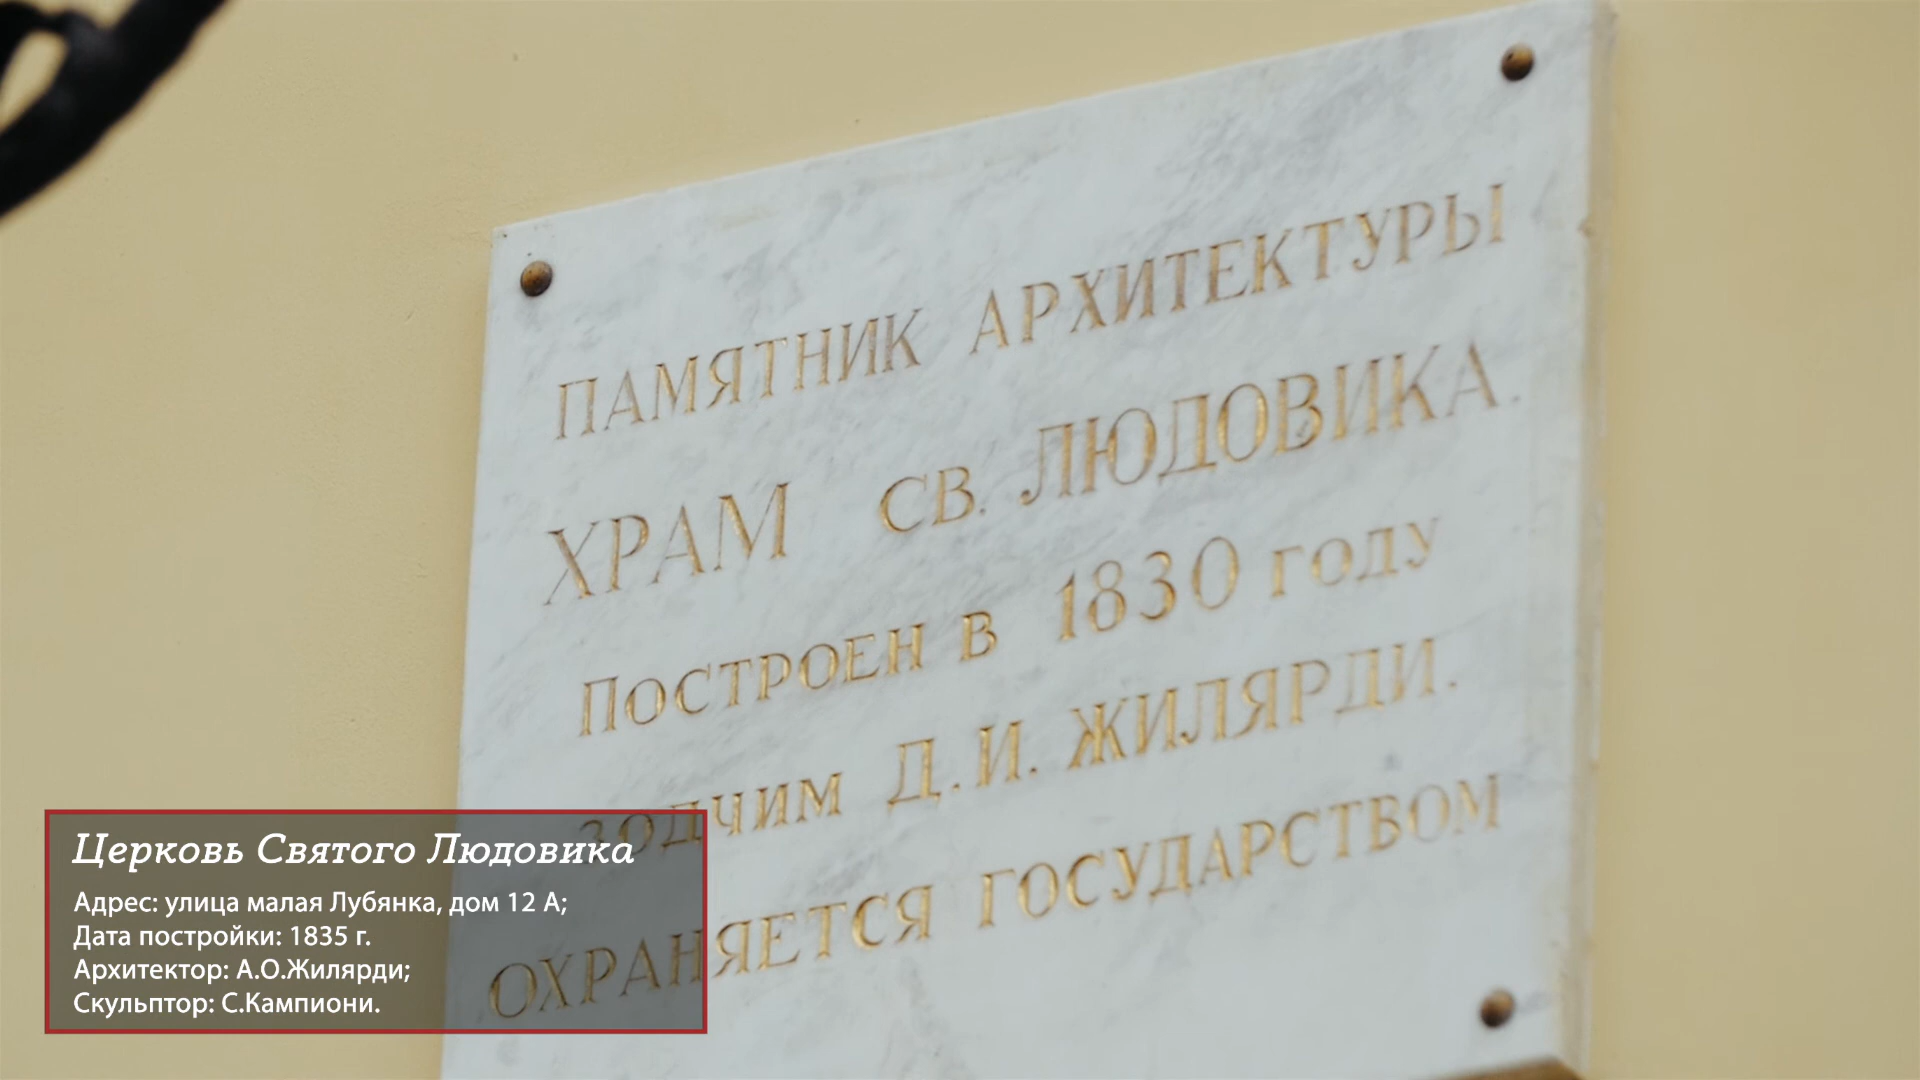 ПАМЯТНИК АРХИТЕКТУРЫ
ХРАМ СВ. ЛЮДОВИКА.
ПОСТРОЕН В 1830 ГОДУ
ЗОДЧИМ Д. И. ЖИЛЯРДИ.
ОХРАНЯЕТСЯ ГОСУДАРСТВОМ
Церковь Святого Людовика
Адрес: улица малая Лубянка, дом 12 А;
Дата постройки: 1835 г.
Архитектор: А.О.Жилярди;
Скульптор: С.Кампиони.